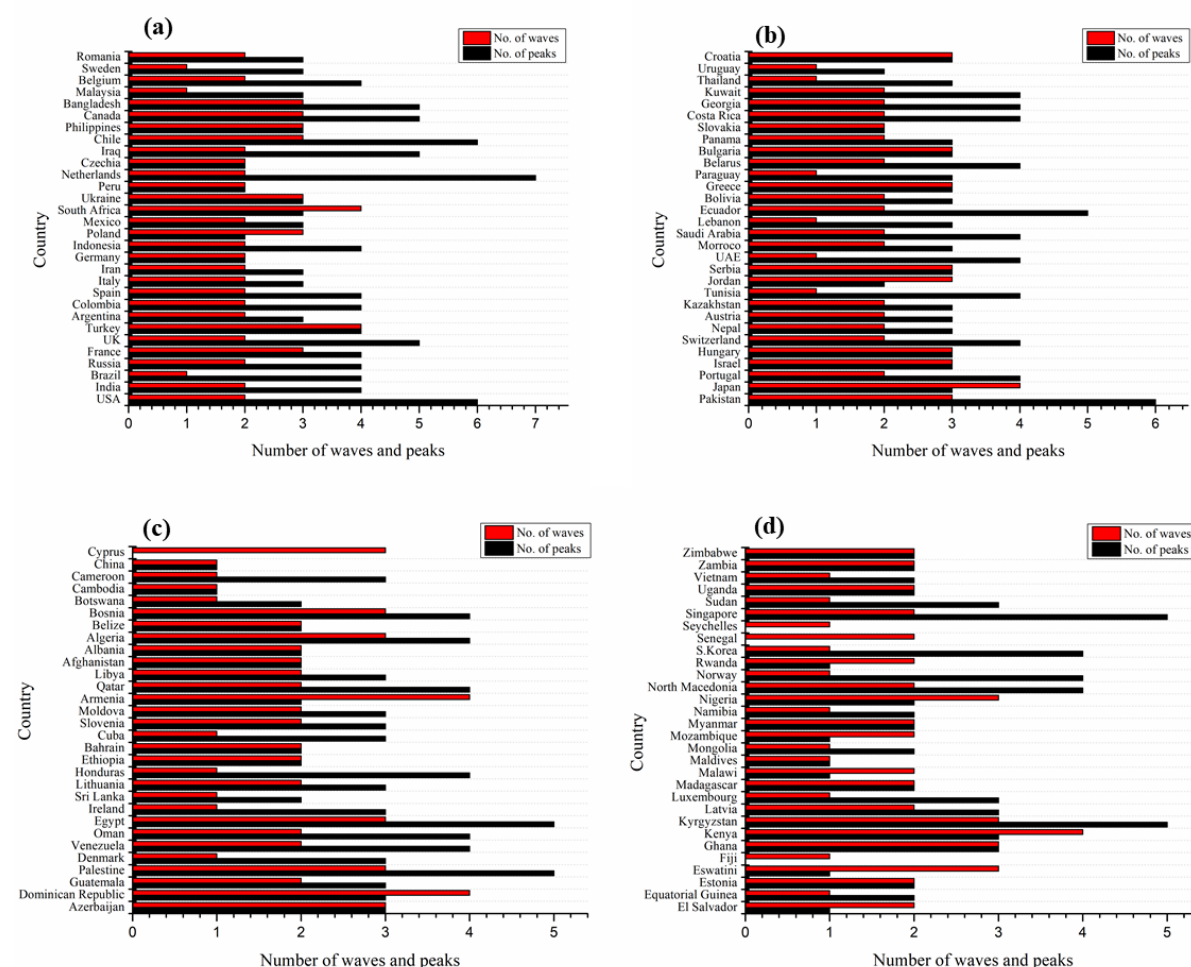 (a)
No. of waves
No. of peaks
Romania
Sweden
Belgium
Malaysia
Bangladesh
Canada
Philippines
Chile
Iraq
Czechia
Netherlands
Peru
Ukraine
South Africa
Mexico
Poland
Indonesia
Germany
Iran
Italy
Spain
Colombia
Argentina
Turkey
UK
France
Russia
Brazil
India
USA
Country
0 1 2 3 4 5 6 7
Number of waves and peaks
(b)
No. of waves
No. of peaks
Croatia
Uruguay
Thailand
Kuwait
Georgia
Costa Rica
Slovakia
Panama
Bulgaria
Belarus
Paraguay
Greece
Bolivia
Ecuador
Lebanon
Saudi Arabia
Morroco
UAE
Serbia
Jordan
Tunisia
Kazakhstan
Austria
Nepal
Switzerland
Hungary
Israel
Portugal
Japan
Pakistan
Country
0 1 2 3 4 5 6
Number of waves and peaks
(c)
No. of waves
No. of peaks
Cyprus
China
Cameroon
Cambodia
Botswana
Bosnia
Belize
Algeria
Albania
Afghanistan
Libya
Qatar
Armenia
Moldova
Slovenia
Cuba
Bahrain
Ethiopia
Honduras
Lithuania
Sri Lanka
Ireland
Egypt
Oman
Venezuela
Denmark
Palestine
Guatemala
Dominican Republic
Azerbaijan
Country
0 1 2 3 4 5
Number of waves and peaks
(d)
No. of waves
No. of peaks
Zimbabwe
Zambia
Vietnam
Uganda
Sudan
Singapore
Seychelles
Senegal
S.Korea
Rwanda
Norway
North Macedonia
Nigeria
Namibia
Myanmar
Mozambique
Mongolia
Maldives
Malawi
Madagascar
Luxembourg
Latvia
Kyrgyzstan
Kenya
Ghana
Fiji
Eswatini
Estonia
Equatorial Guinea
El Salvador
Country
0 1 2 3 4 5
Number of waves and peaks